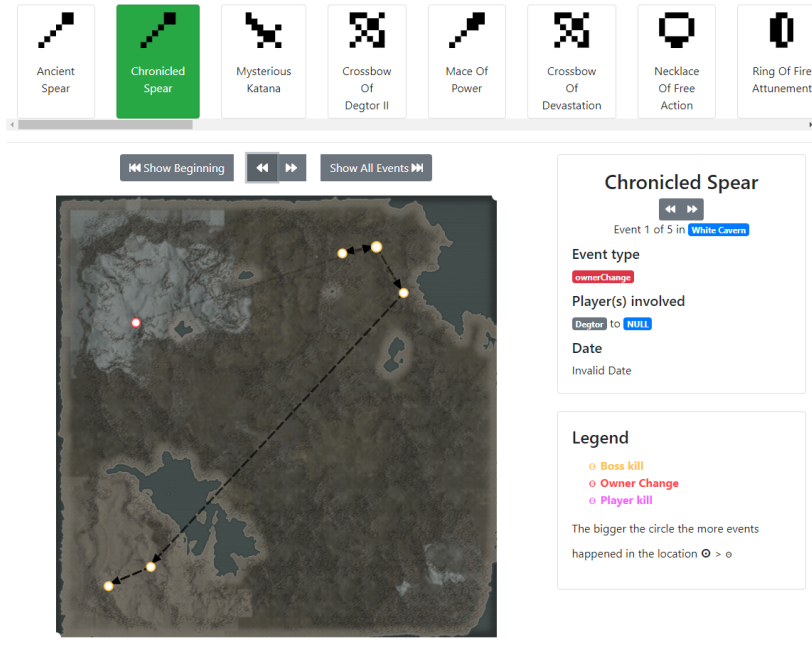 Ancient
Spear
Chronicled
Spear
Mysterious
Katana
Crossbow
Of
Degtor II
Mace Of
Power
Crossbow
Of
Devastation
Necklace
Of Free
Action
Ring Of Fire
Attunement
Show Beginning
Show All Events
Chronicled Spear
Event 1 of 5 in White Cavern
Event type
ownerChange
Player(s) involved
Degtor to NULL
Date
Invalid Date
Legend
Boss kill
Owner Change
Player kill
The bigger the circle the more events
happened in the location ʘ > ʘ